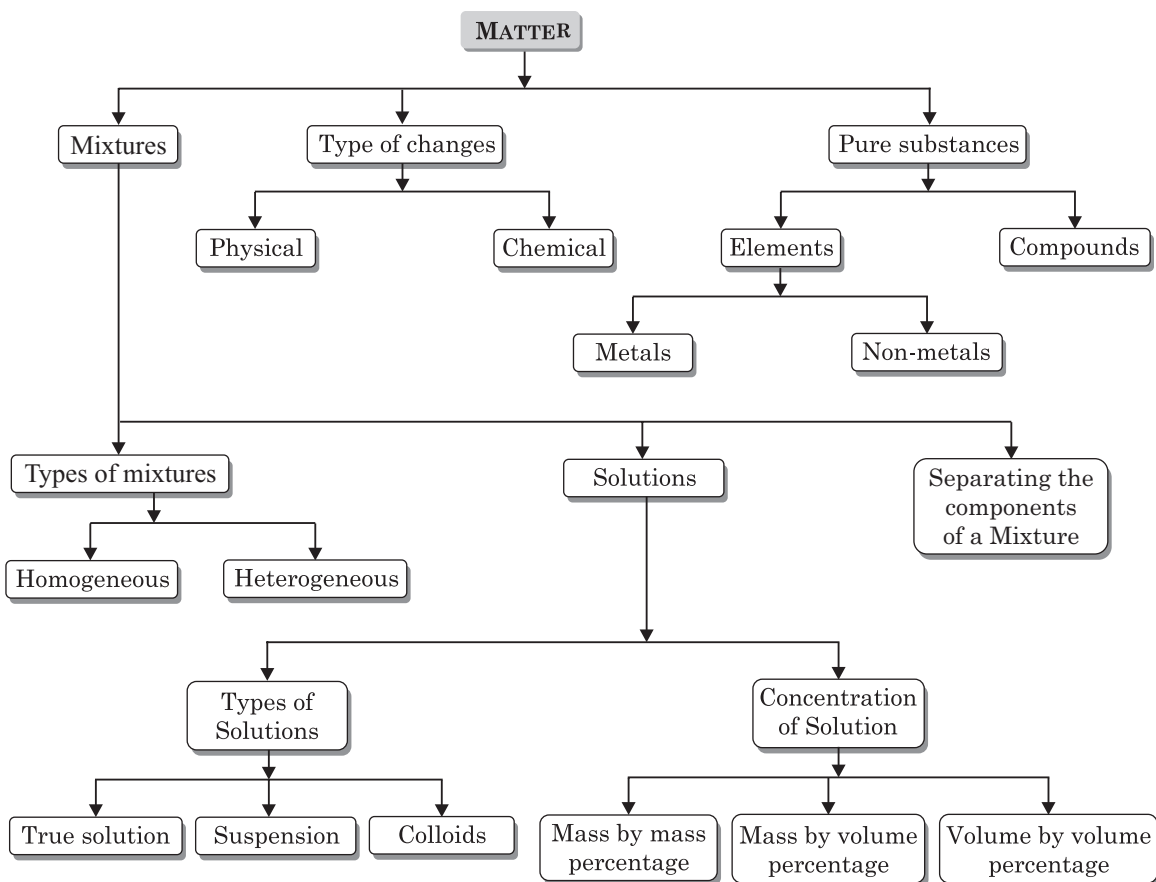 MATTER
Mixtures
Type of changes
Pure substances
Physical
Chemical
Elements
Compounds
Metals
Non-metals
Types of mixtures
Solutions
Separating the
components
of a Mixture
Homogeneous
Heterogeneous
Types of
Solutions
Concentration
of Solution
True solution
Suspension
Colloids
Mass by mass
percentage
Mass by volume
percentage
Volume by volume
percentage